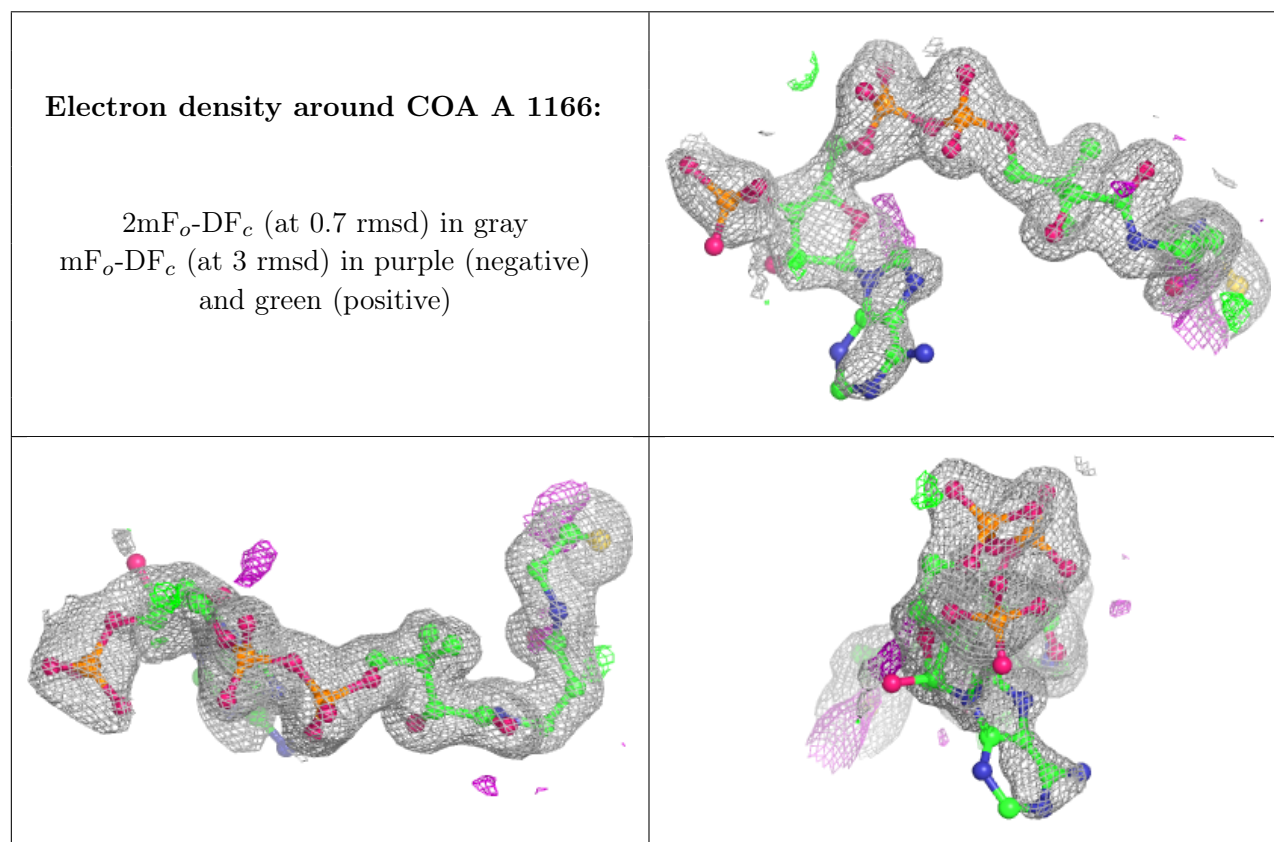 Electron density around COA A 1166:
2mFo-DFc (at 0.7 rmsd) in gray
mFo-DFc (at 3 rmsd) in purple (negative)
and green (positive)